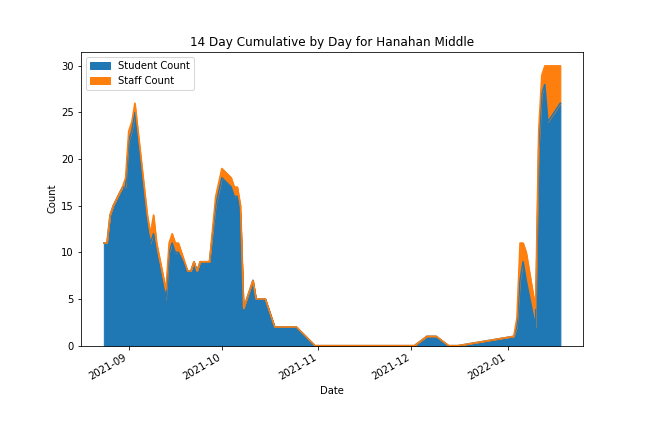 14 Day Cumulative by Day for Hanahan Middle
Student Count
Staff Count
30
25
20
15
10
5
0
Count
2021-09
2021-10
2021-11
2021-12
2022-01
Date